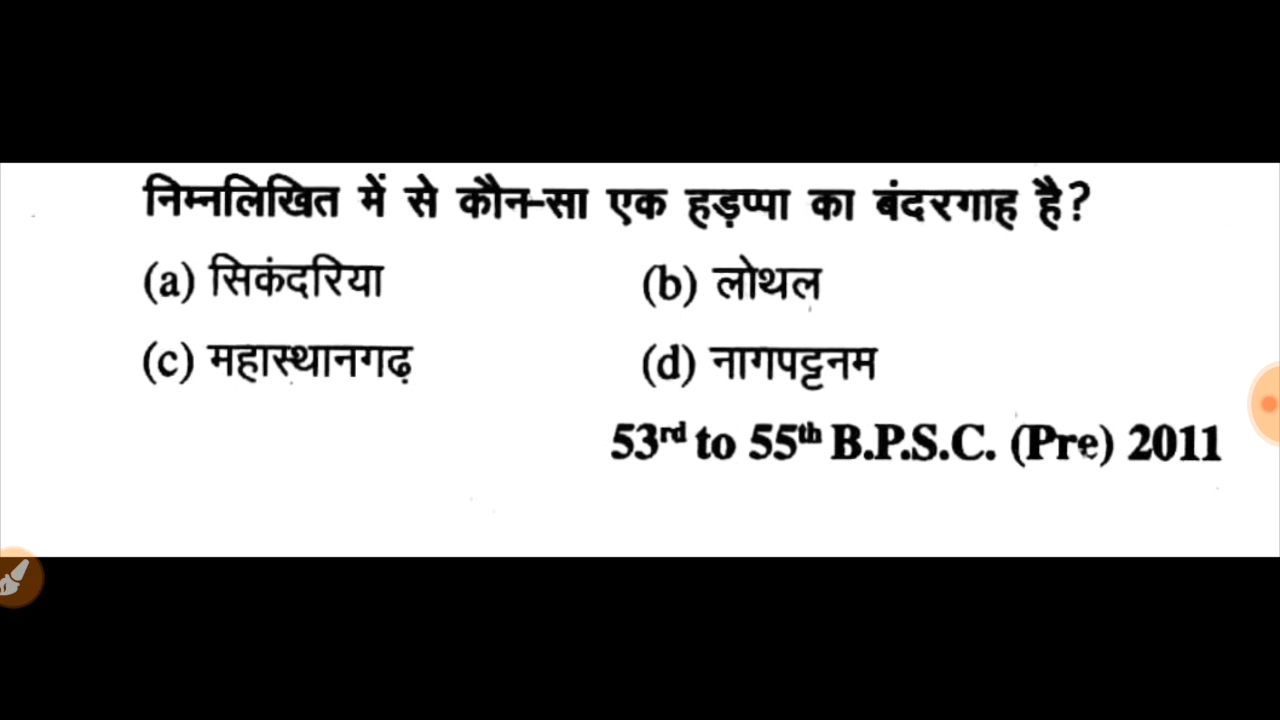 निम्नलिखित में से कौन-सा एक हड़प्पा का बंदरगाह है?
(a) सिकंदरिया (b) लोथल
(c) महास्थानगढ़ (d) नागपट्टनम
53rd to 55th B.P.S.C. (Pre) 2011